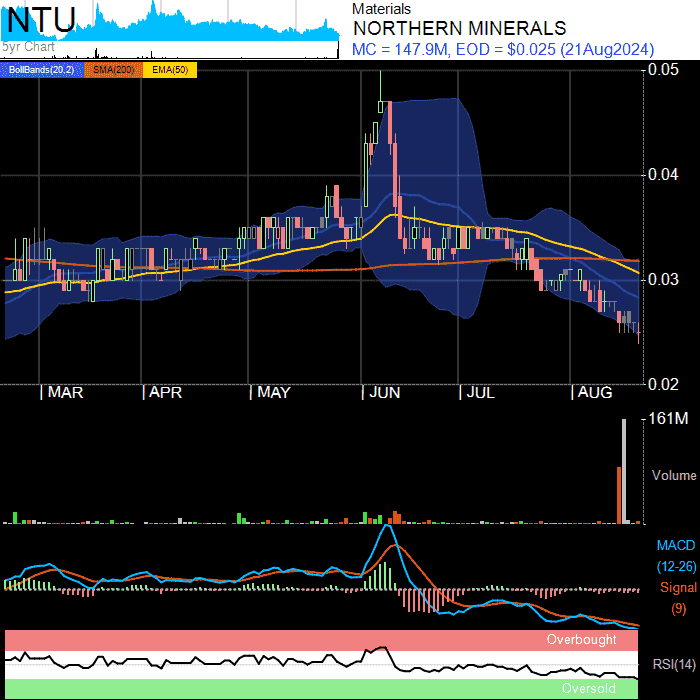 NTU
5yr Chart
Materials
NORTHERN MINERALS
MC = 147.9M, EOD = $0.025 (21Aug2024)
BollBands(20,2) SMA(200) EMA(50)
0.05
0.04
0.03
0.02
MAR APR MAY JUN JUL AUG
161M
Volume
MACD
(12-26)
Signal
(9)
Overbought
RSI(14)
Oversold